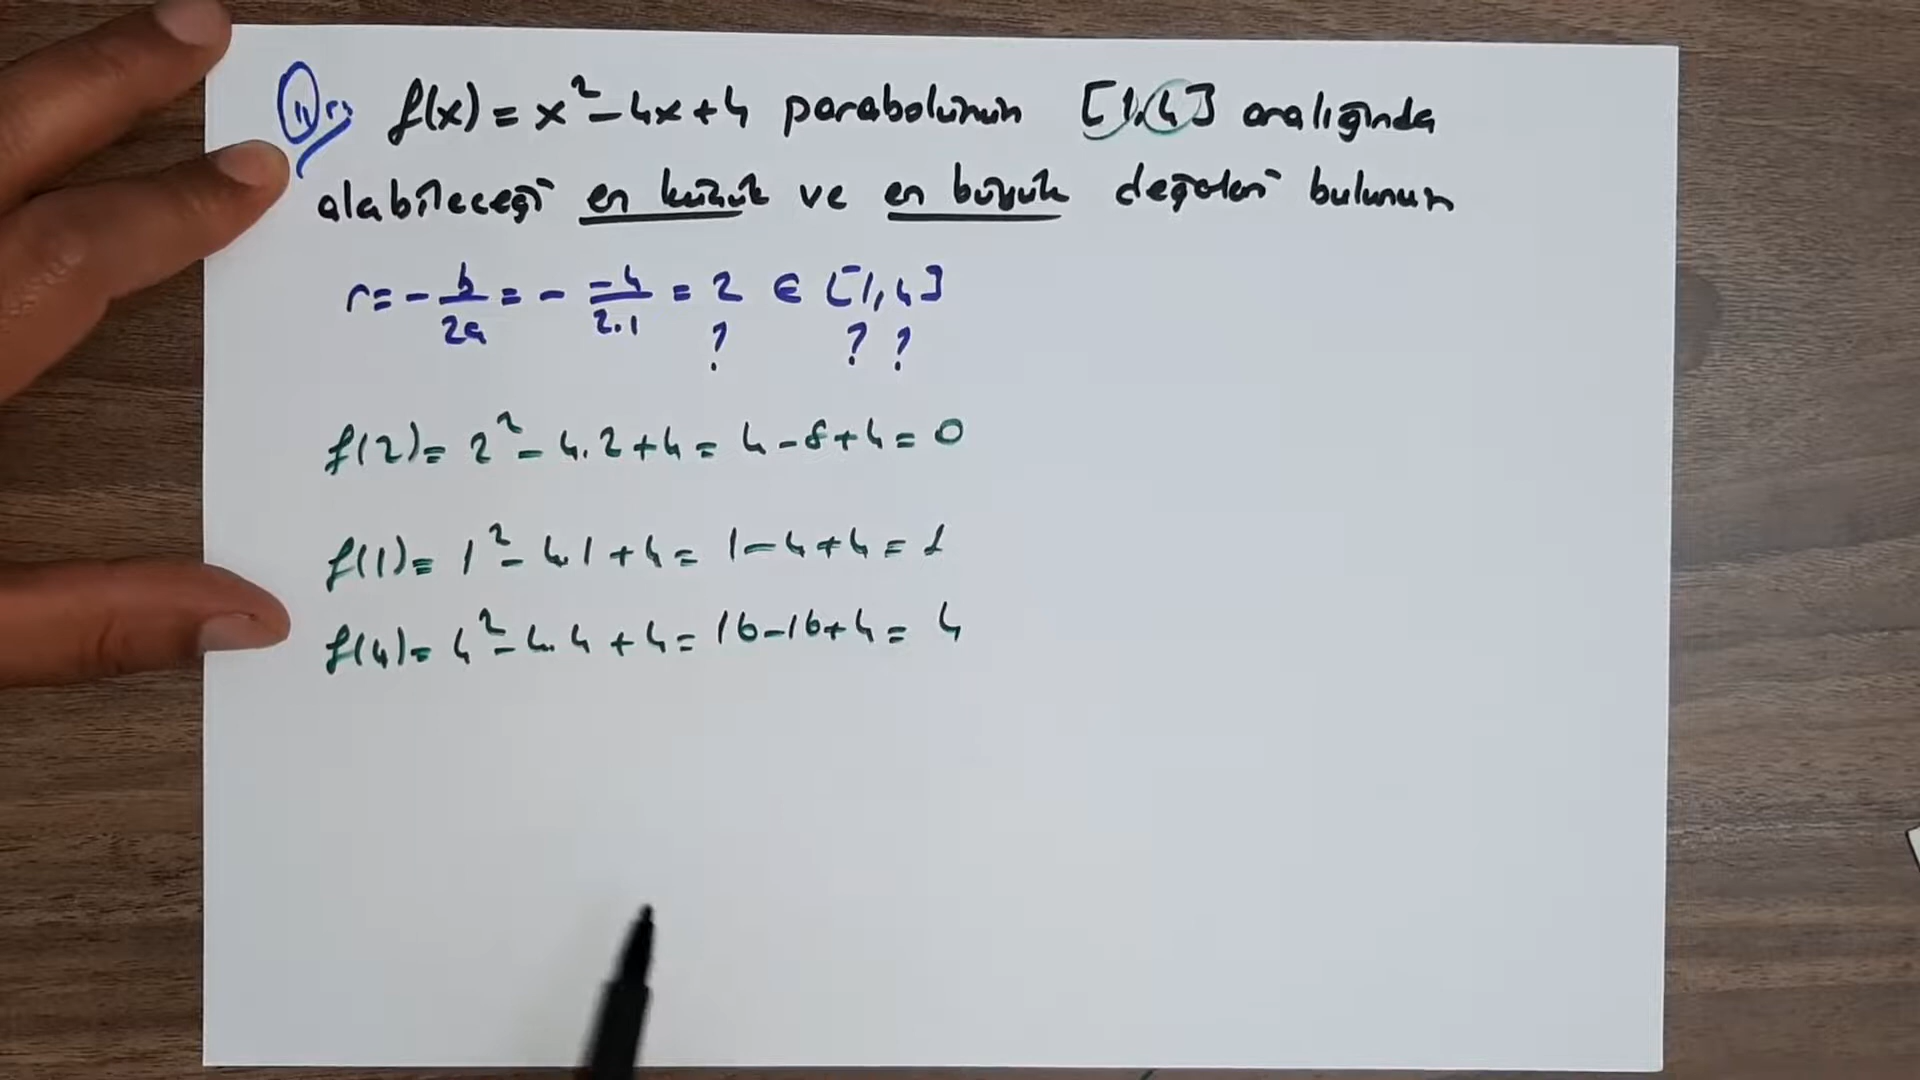 Ör/ f(x) = x² - 4x + 4 parabolünün [1,4] aralığında
alabileceği en küçük ve en büyük değerleri bulunuz
r = - b/2a = - -4/2.1 = 2 ∈ [1,4]
? ? ?
f(2) = 2² - 4.2 + 4 = 4 - 8 + 4 = 0
f(1) = 1² - 4.1 + 4 = 1 - 4 + 4 = 1
f(4) = 4² - 4.4 + 4 = 16 - 16 + 4 = 4